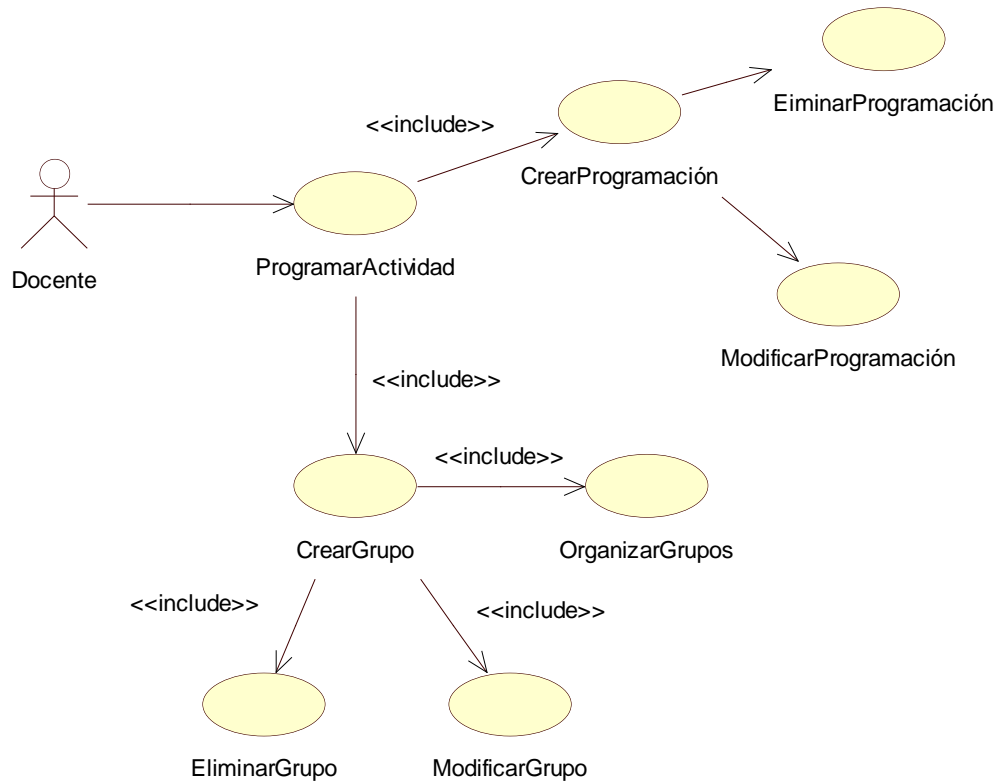 EiminarProgramación
<<include>>
CrearProgramación
Docente
ProgramarActividad
ModificarProgramación
<<include>>
<<include>>
CrearGrupo
OrganizarGrupos
<<include>>
<<include>>
EliminarGrupo
ModificarGrupo